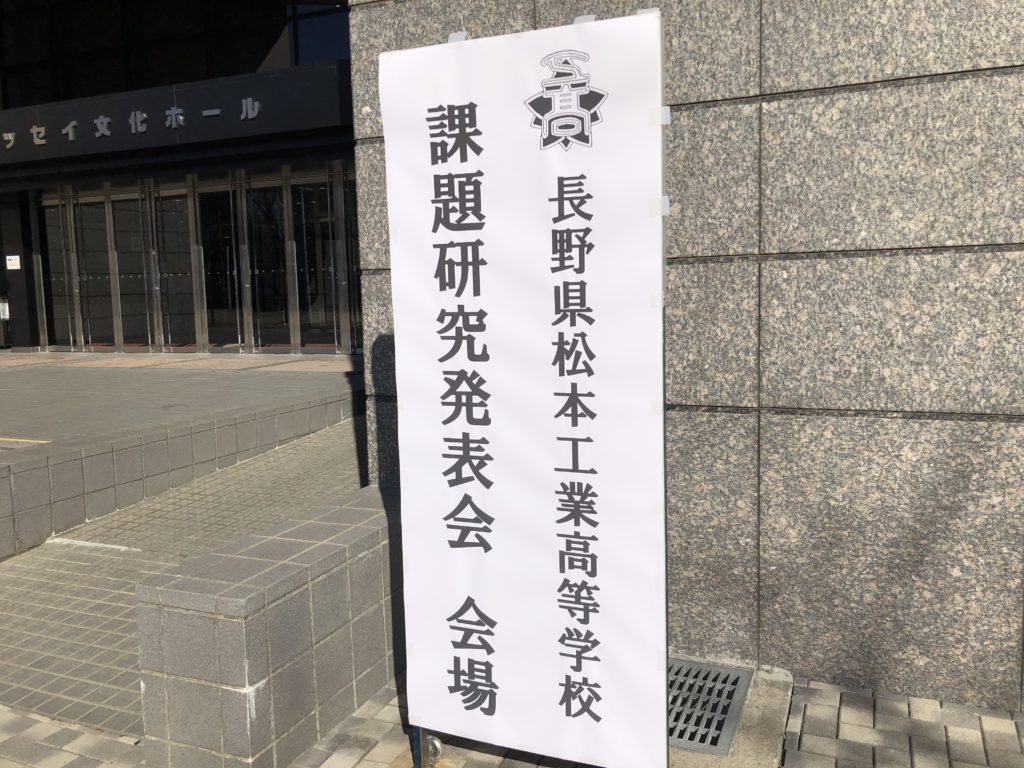 長野県松本工業高等学校
課題研究発表会　会場
ッセイ文化ホール
高